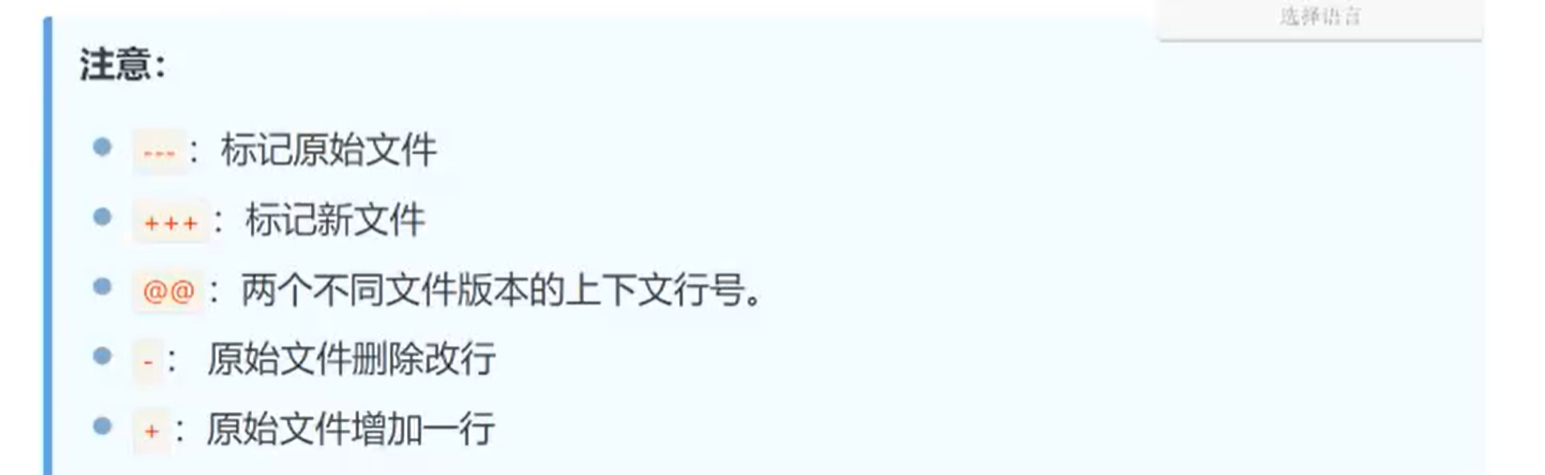 选择语言
注意：
---：标记原始文件
+++：标记新文件
@@：两个不同文件版本的上下文行号。
-： 原始文件删除改行
+：原始文件增加一行